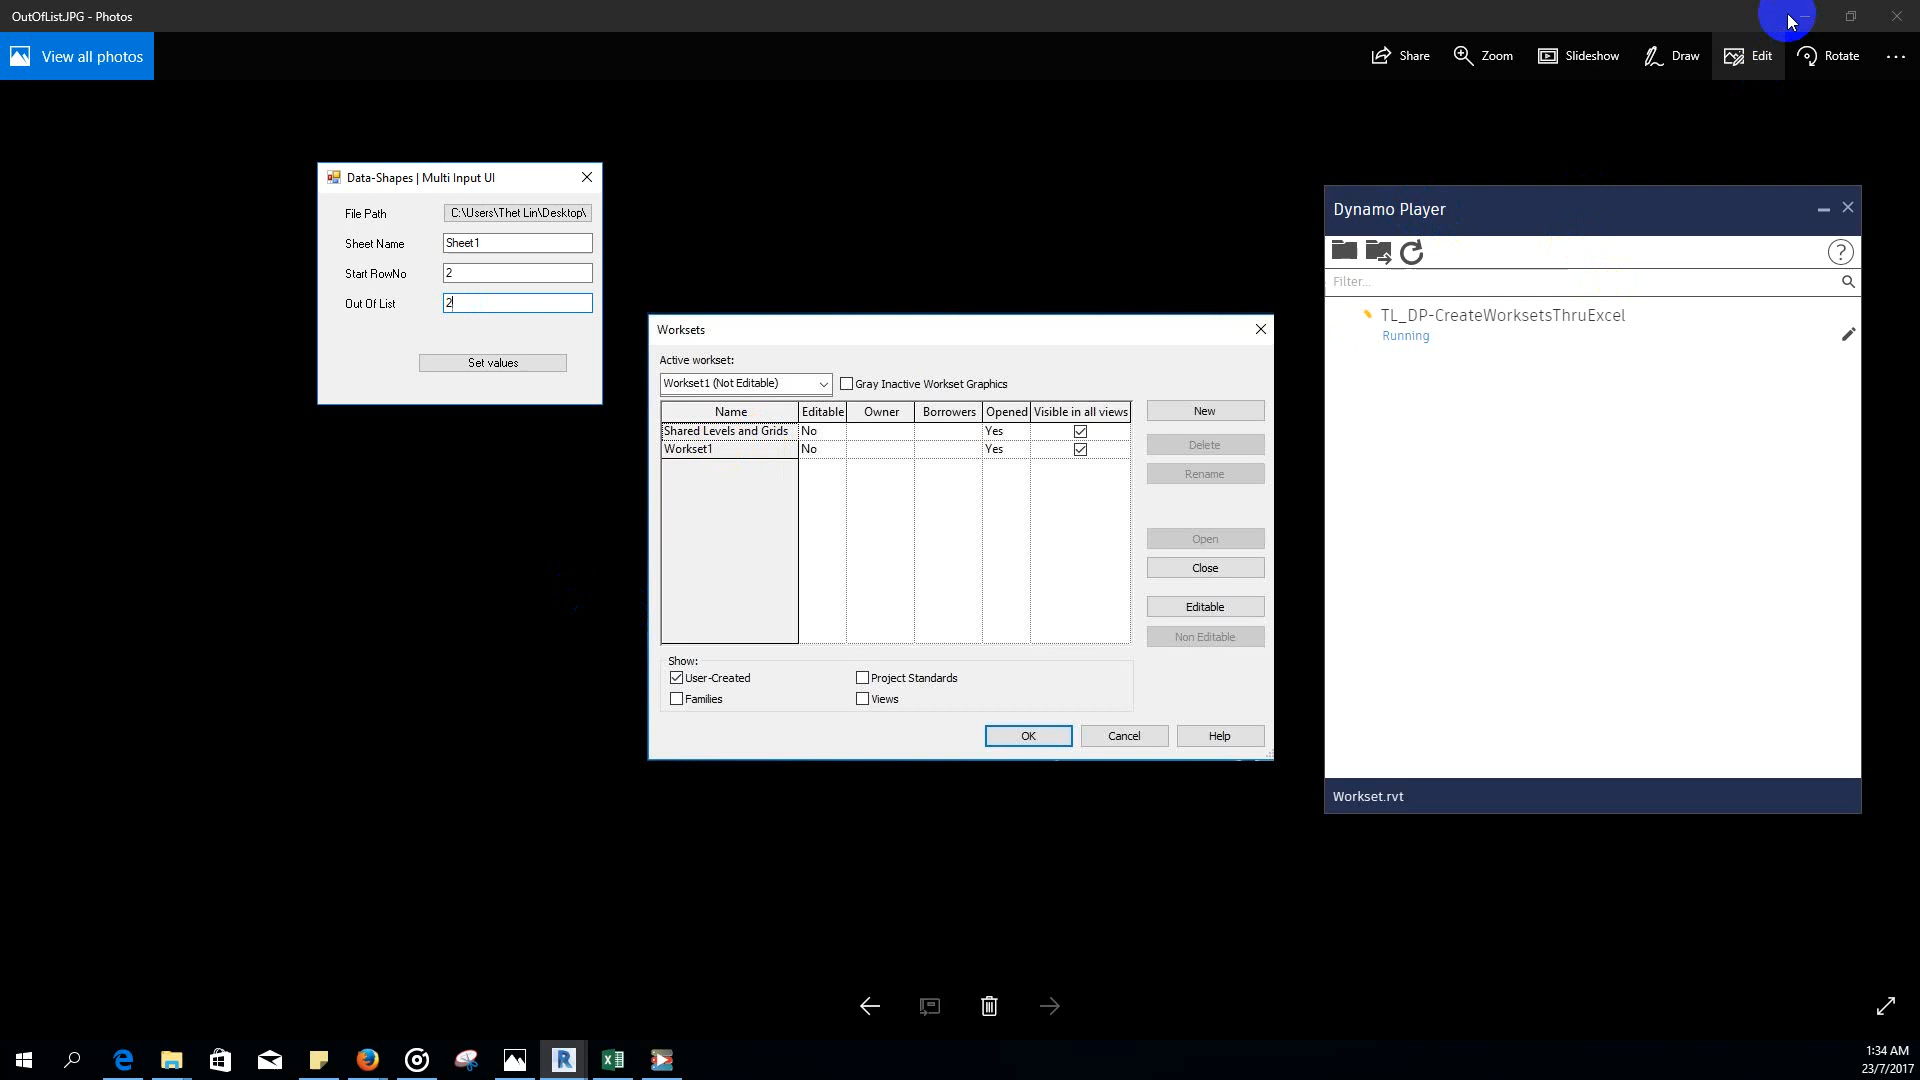 OutOfList.JPG - Photos
View all photos
Share
Zoom
Slideshow
Draw
Edit
Rotate
Data-Shapes | Multi Input UI
File Path
C:\Users\Thet Lin\Desktop\
Sheet Name
Sheet1
Start RowNo
2
Out Of List
2
Set values
Worksets
Active workset:
Workset1 (Not Editable)
Gray Inactive Workset Graphics
Name Editable Owner Borrowers Opened Visible in all views
Shared Levels and Grids No Yes
Workset1 No Yes
New
Delete
Rename
Open
Close
Editable
Non Editable
Show:
User-Created
Project Standards
Families
Views
OK
Cancel
Help
Dynamo Player
?
Filter...
TL_DP-CreateWorksetsThruExcel
Running
Workset.rvt
1:34 AM
23/7/2017